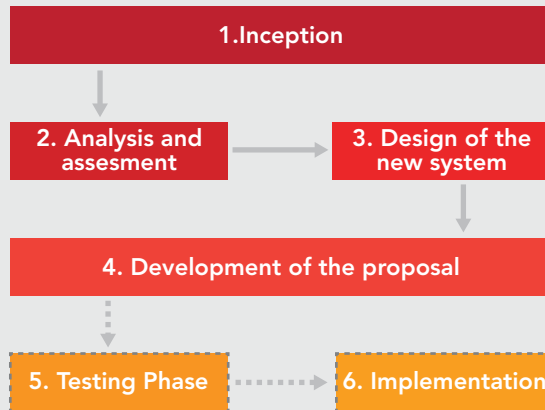 1.Inception
2. Analysis and
assesment
3. Design of the
new system
4. Development of the proposal
5. Testing Phase
6. Implementation